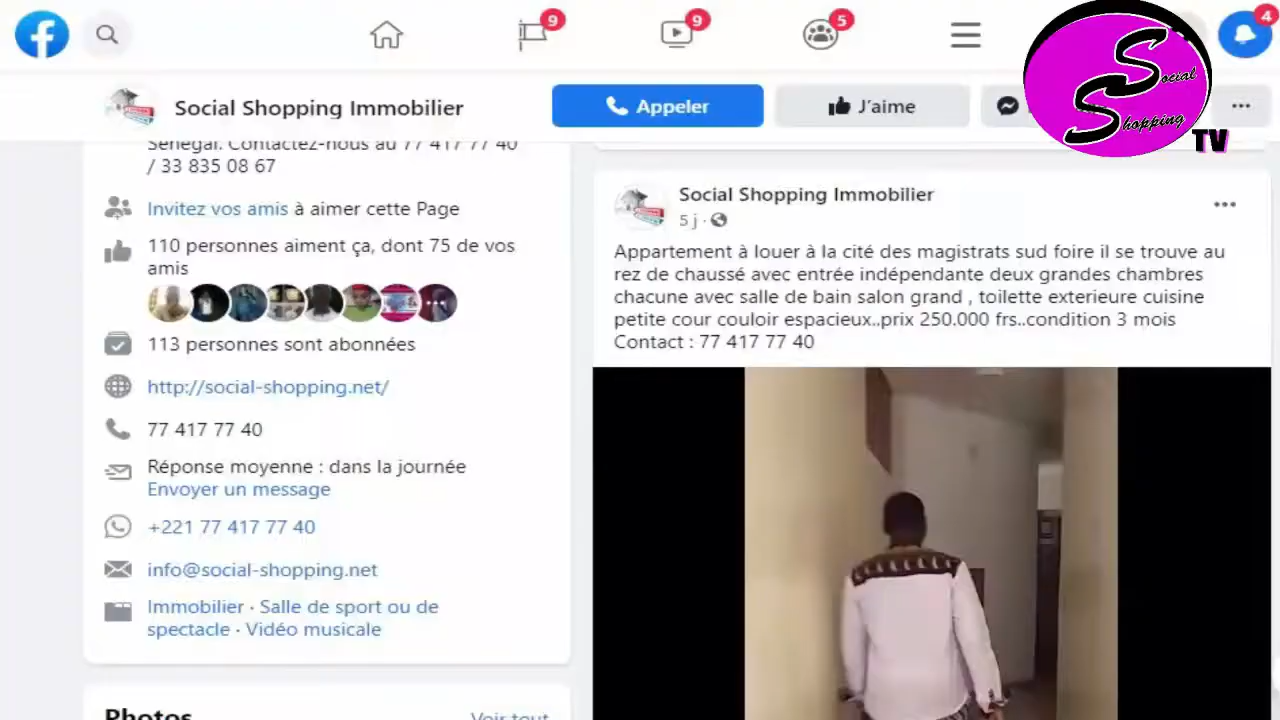 9
9
5
4
Social Shopping TV
Social Shopping Immobilier
Appeler
J'aime
Sénégal. Contactez-nous au 77 417 77 40
/ 33 835 08 67
Invitez vos amis à aimer cette Page
110 personnes aiment ça, dont 75 de vos
amis
113 personnes sont abonnées
http://social-shopping.net/
77 417 77 40
Réponse moyenne : dans la journée
Envoyer un message
+221 77 417 77 40
info@social-shopping.net
Immobilier · Salle de sport ou de
spectacle · Vidéo musicale
Photos
Voir tout
Social Shopping Immobilier
5 j ·
Appartement à louer à la cité des magistrats sud foire il se trouve au
rez de chaussé avec entrée indépendante deux grandes chambres
chacune avec salle de bain salon grand , toilette exterieure cuisine
petite cour couloir espacieux..prix 250.000 frs..condition 3 mois
Contact : 77 417 77 40